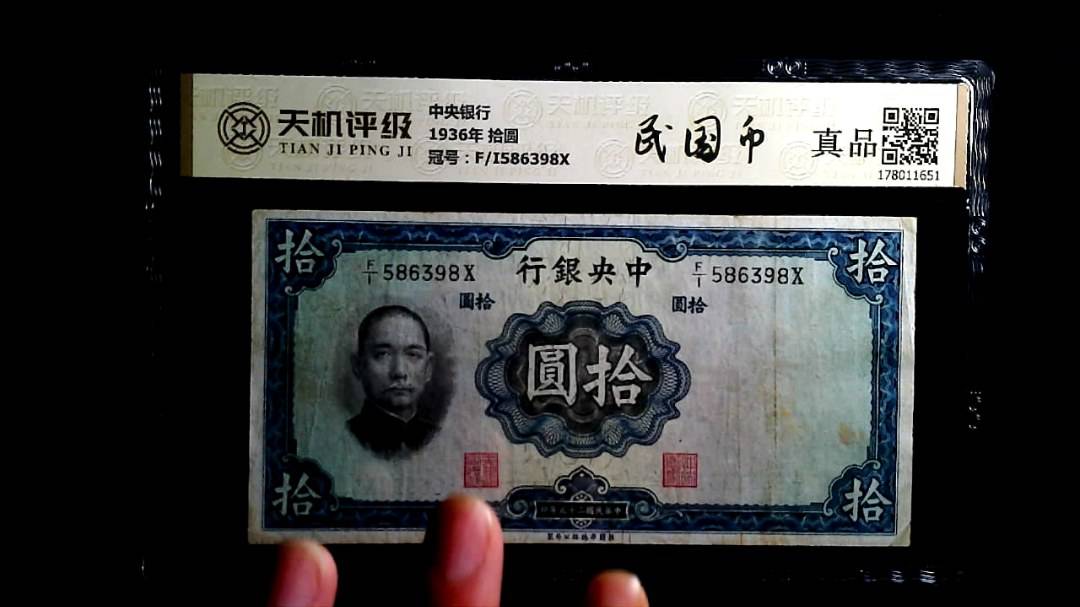 天机评级
TIAN JI PING JI
中央银行
1936年 拾圆
冠号：F/I586398X
民国币
真品
178011651
拾
拾
F/I 586398X
行銀央中
F/I 586398X
圓拾
圓拾
圓拾
拾
拾